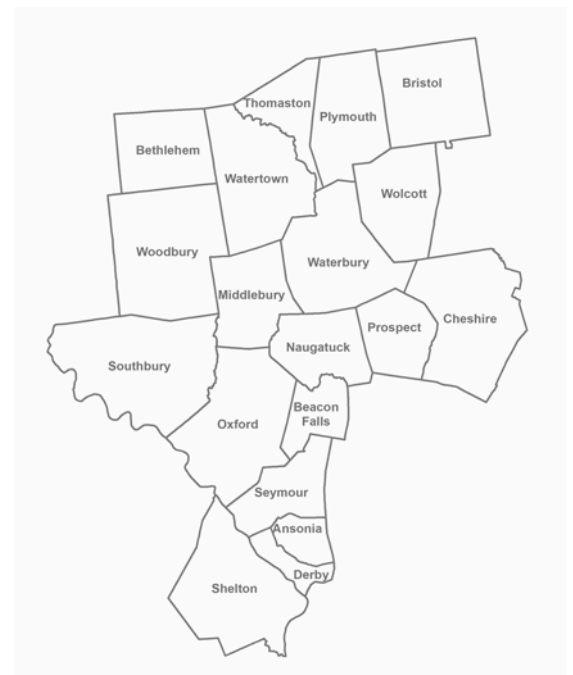 Bristol
Thomaston
Plymouth
Bethlehem
Watertown
Wolcott
Woodbury
Waterbury
Middlebury
Cheshire
Prospect
Naugatuck
Southbury
Beacon
Falls
Oxford
Seymour
Ansonia
Derby
Shelton